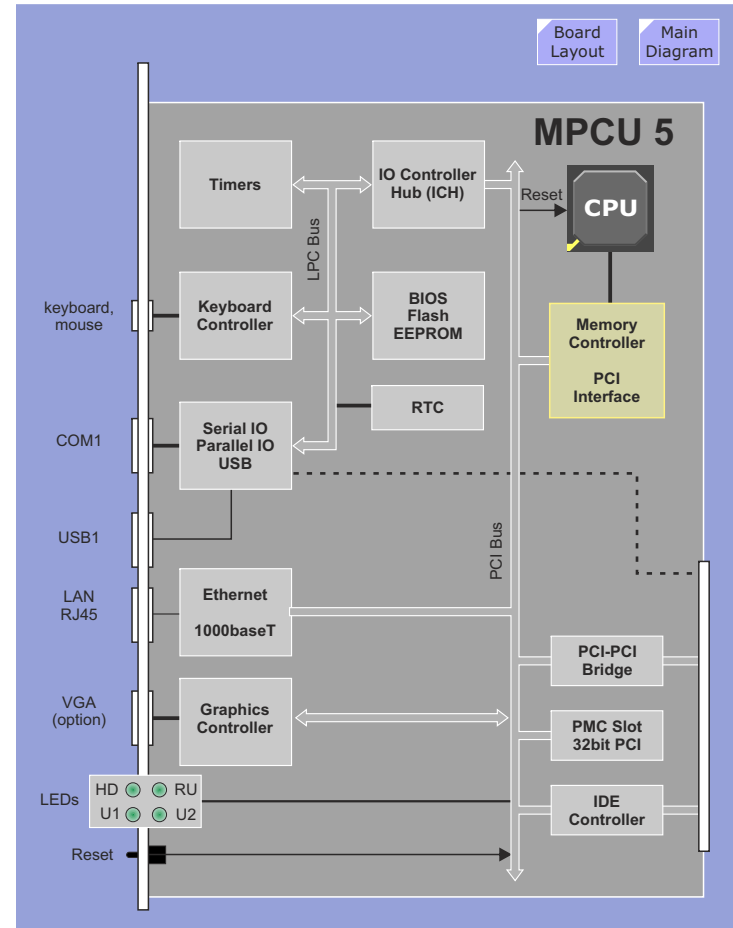 Board
Layout
Main
Diagram
MPCU 5
Timers
IO Controller
Hub (ICH)
Reset
CPU
LPC Bus
keyboard,
mouse
Keyboard
Controller
BIOS
Flash
EEPROM
Memory
Controller
PCI
Interface
RTC
COM1
Serial IO
Parallel IO
USB
USB1
PCI Bus
LAN
RJ45
Ethernet
1000baseT
PCI-PCI
Bridge
VGA
(option)
Graphics
Controller
PMC Slot
32bit PCI
LEDs
HD RU
U1 U2
IDE
Controller
Reset